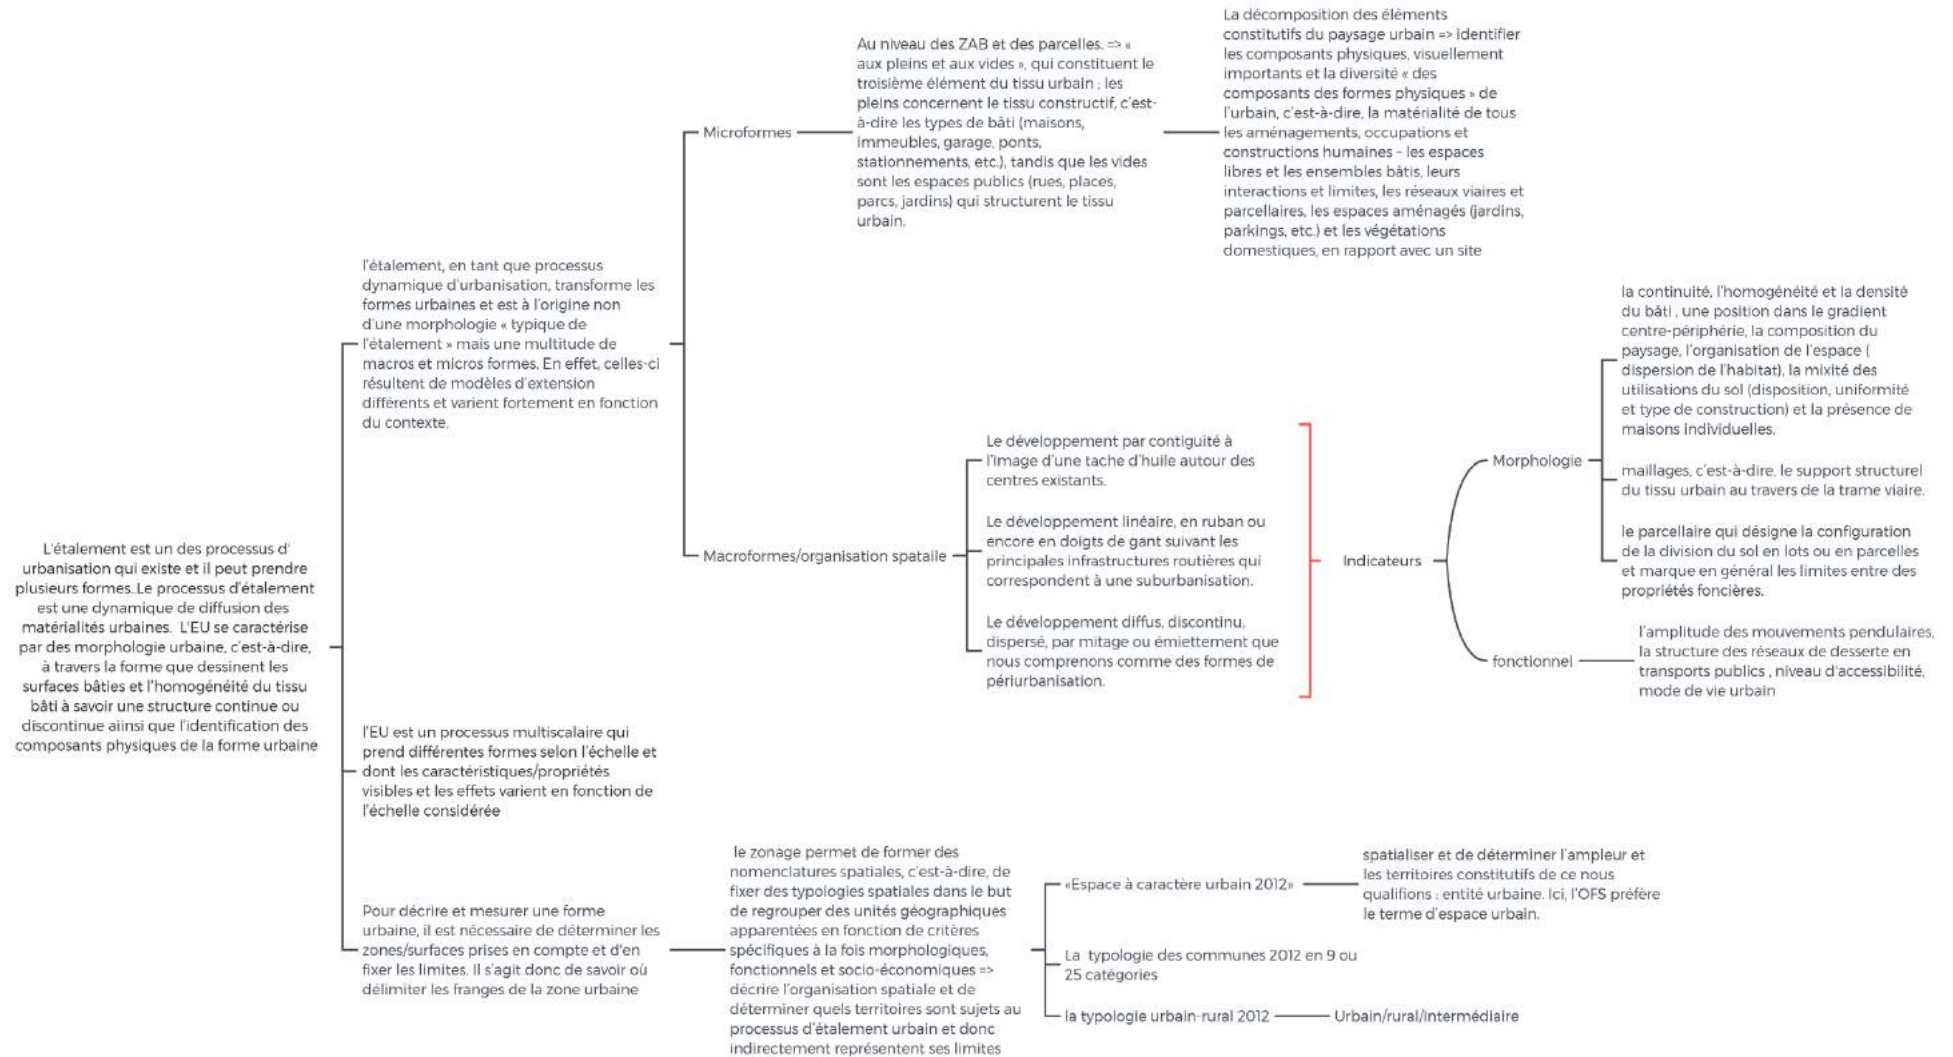 L'étalement est un des processus d'
urbanisation qui existe et il peut prendre
plusieurs formes..Le processus d'étalement
est une dynamique de diffusion des
matérialités urbaines. L'EU se caractérise
par des morphologie urbaine, c'est-à-dire,
à travers la forme que dessinent les
surfaces bâties et l'homogénéité du tissu
bâti à savoir une structure continue ou
discontinue aiinsi que l'identification des
composants physiques de la forme urbaine
l'étalement, en tant que processus
dynamique d'urbanisation, transforme les
formes urbaines et est à l'origine non
d'une morphologie « typique de
l'étalement » mais une multitude de
macros et micros formes. En effet, celles-ci
résultent de modèles d'extension
différents et varient fortement en fonction
du contexte.
Microformes
Au niveau des ZAB et des parcelles. => «
aux pleins et aux vides », qui constituent le
troisième élément du tissu urbain : les
pleins concernent le tissu constructif, c'est-
à-dire les types de bâti (maisons,
immeubles, garage, ponts,
stationnements, etc.), tandis que les vides
sont les espaces publics (rues, places,
parcs, jardins) qui structurent le tissu
urbain.
La décomposition des éléments
constitutifs du paysage urbain => identifier
les composants physiques, visuellement
importants et la diversité « des
composants des formes physiques » de
l'urbain, c'est-à-dire, la matérialité de tous
les aménagements, occupations et
constructions humaines – les espaces
libres et les ensembles bâtis, leurs
interactions et limites, les réseaux viaires et
parcellaires, les espaces aménagés (jardins,
parkings, etc.) et les végétations
domestiques, en rapport avec un site
Macroformes/organisation spataile
Le développement par contiguïté à
l'image d'une tache d'huile autour des
centres existants.
Le développement linéaire, en ruban ou
encore en doigts de gant suivant les
principales infrastructures routières qui
correspondent à une suburbanisation.
Le développement diffus, discontinu,
dispersé, par mitage ou émiettement que
nous comprenons comme des formes de
périurbanisation.
Indicateurs
Morphologie
la continuité, l'homogénéité et la densité
du bâti , une position dans le gradient
centre-périphérie, la composition du
paysage, l'organisation de l'espace (
dispersion de l'habitat), la mixité des
utilisations du sol (disposition, uniformité
et type de construction) et la présence de
maisons individuelles.
maillages, c'est-à-dire, le support structurel
du tissu urbain au travers de la trame viaire.
le parcellaire qui désigne la configuration
de la division du sol en lots ou en parcelles
et marque en général les limites entre des
propriétés foncières.
fonctionnel
l'amplitude des mouvements pendulaires,
la structure des réseaux de desserte en
transports publics , niveau d'accessibilité,
mode de vie urbain
l'EU est un processus multiscalaire qui
prend différentes formes selon l'échelle et
dont les caractéristiques/propriétés
visibles et les effets varient en fonction de
l'échelle considérée
Pour décrire et mesurer une forme
urbaine, il est nécessaire de déterminer les
zones/surfaces prises en compte et d'en
fixer les limites. Il s'agit donc de savoir où
délimiter les franges de la zone urbaine
le zonage permet de former des
nomenclatures spatiales, c'est-à-dire, de
fixer des typologies spatiales dans le but
de regrouper des unités géographiques
apparentées en fonction de critères
spécifiques à la fois morphologiques,
fonctionnels et socio-économiques =>
décrire l'organisation spatiale et de
déterminer quels territoires sont sujets au
processus d'étalement urbain et donc
indirectement représentent ses limites
«Espace à caractère urbain 2012»
spatialiser et de déterminer l'ampleur et
les territoires constitutifs de ce nous
qualifions : entité urbaine. Ici, l'OFS préfère
le terme d'espace urbain.
La typologie des communes 2012 en 9 ou
25 catégories
la typologie urbain-rural 2012
Urbain/rural/intermédiaire